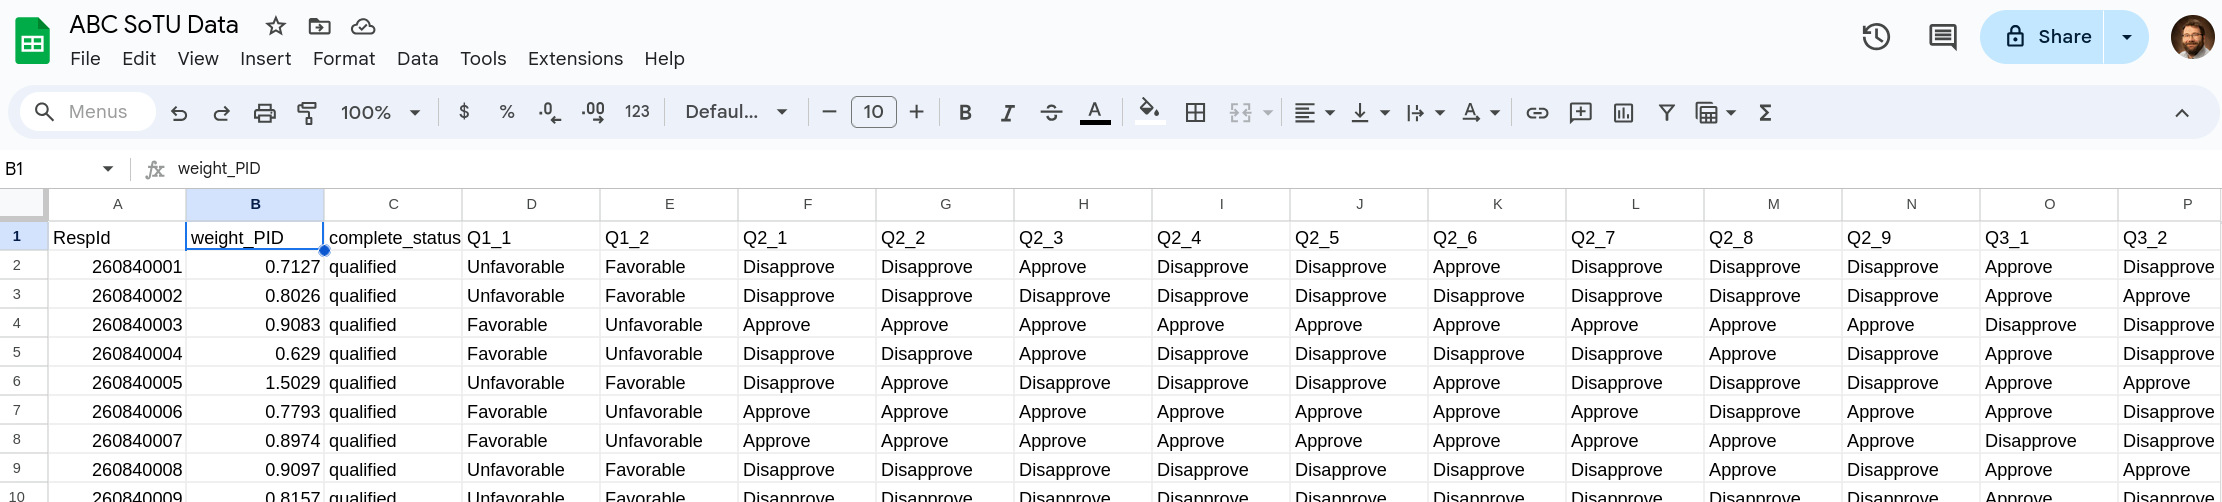 ABC SoTU Data
File Edit View Insert Format Data Tools Extensions Help
Share
Menus 100% $ % .0 .00 123 Defaul... 10 B I S A A Σ
B1 fx weight_PID
A B C D E F G H I J K L M N O P
1 RespId weight_PID complete_status Q1_1 Q1_2 Q2_1 Q2_2 Q2_3 Q2_4 Q2_5 Q2_6 Q2_7 Q2_8 Q2_9 Q3_1 Q3_2
2 260840001 0.7127 qualified Unfavorable Favorable Disapprove Disapprove Approve Disapprove Disapprove Approve Disapprove Disapprove Disapprove Approve Disapprove
3 260840002 0.8026 qualified Unfavorable Favorable Disapprove Disapprove Disapprove Disapprove Disapprove Disapprove Disapprove Disapprove Disapprove Approve Approve
4 260840003 0.9083 qualified Favorable Unfavorable Approve Approve Approve Approve Approve Approve Approve Approve Approve Disapprove Disapprove
5 260840004 0.629 qualified Favorable Unfavorable Disapprove Disapprove Approve Disapprove Disapprove Disapprove Disapprove Approve Disapprove Approve Disapprove
6 260840005 1.5029 qualified Unfavorable Favorable Disapprove Approve Disapprove Disapprove Disapprove Approve Disapprove Disapprove Disapprove Approve Approve
7 260840006 0.7793 qualified Favorable Unfavorable Approve Approve Approve Approve Approve Approve Approve Disapprove Approve Approve Disapprove
8 260840007 0.8974 qualified Favorable Unfavorable Approve Approve Approve Approve Approve Approve Approve Approve Approve Disapprove Disapprove
9 260840008 0.9097 qualified Unfavorable Favorable Disapprove Disapprove Disapprove Disapprove Disapprove Disapprove Disapprove Approve Disapprove Approve Approve
10 260840009 0.8157 qualified Unfavorable Favorable Disapprove Disapprove Disapprove Disapprove Disapprove Disapprove Disapprove Disapprove Disapprove Approve Disapprove